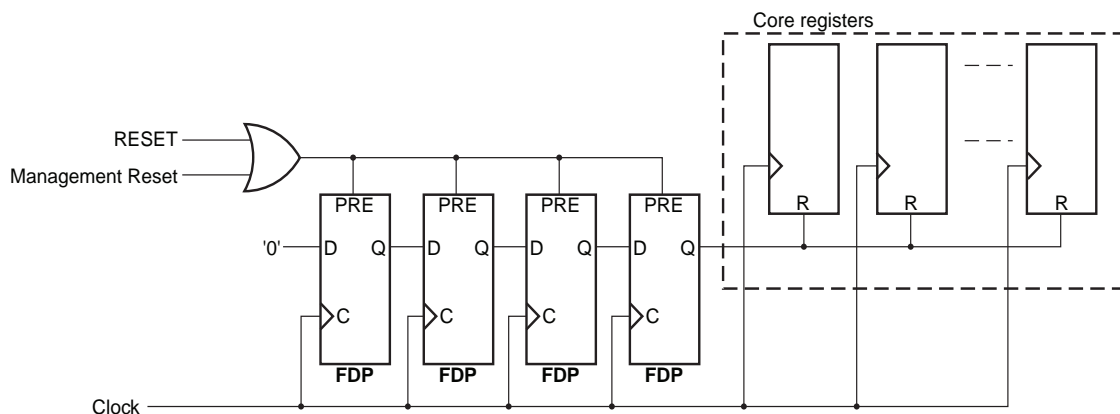 Core registers
RESET
Management Reset
PRE PRE PRE PRE
R R R
'0' D Q D Q D Q D Q
C C C C
FDP FDP FDP FDP
Clock